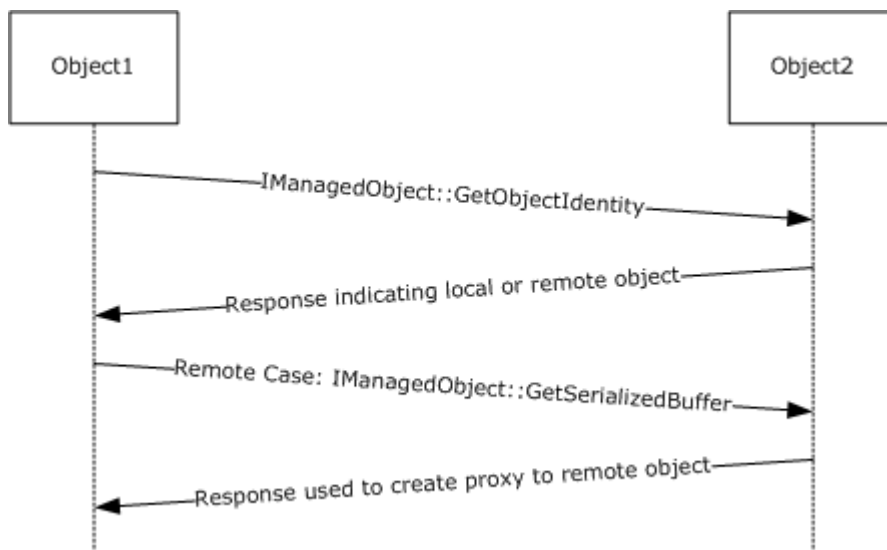 Object1
Object2
IManagedObject::GetObjectIdentity
Response indicating local or remote object
Remote Case: IManagedObject::GetSerializedBuffer
Response used to create proxy to remote object